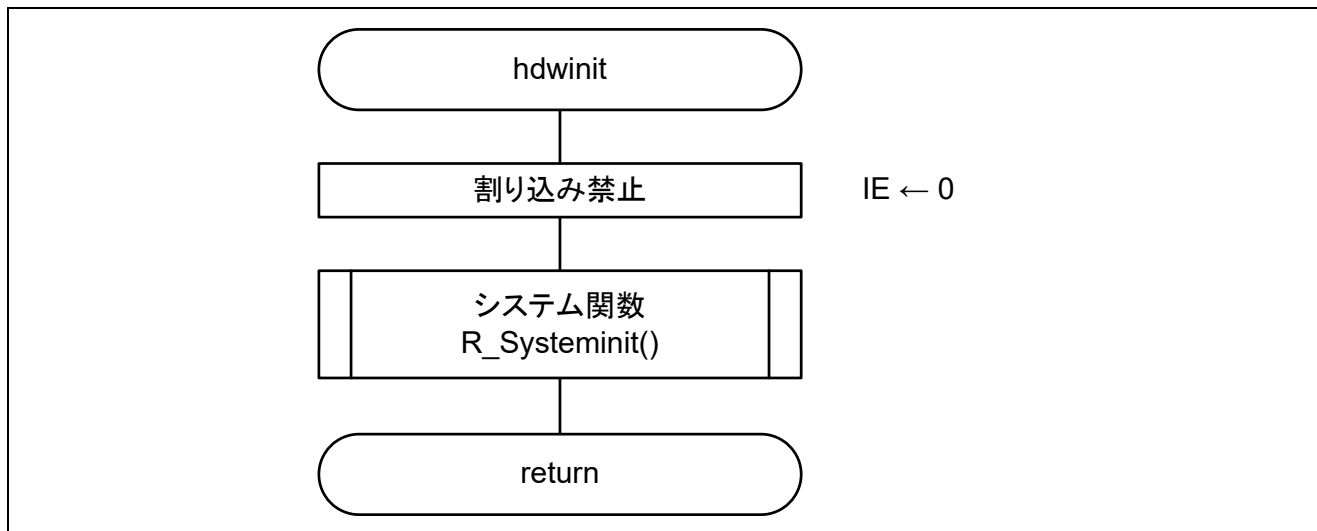 hdwinit
割り込み禁止
IE ← 0
システム関数
R_Systeminit()
return